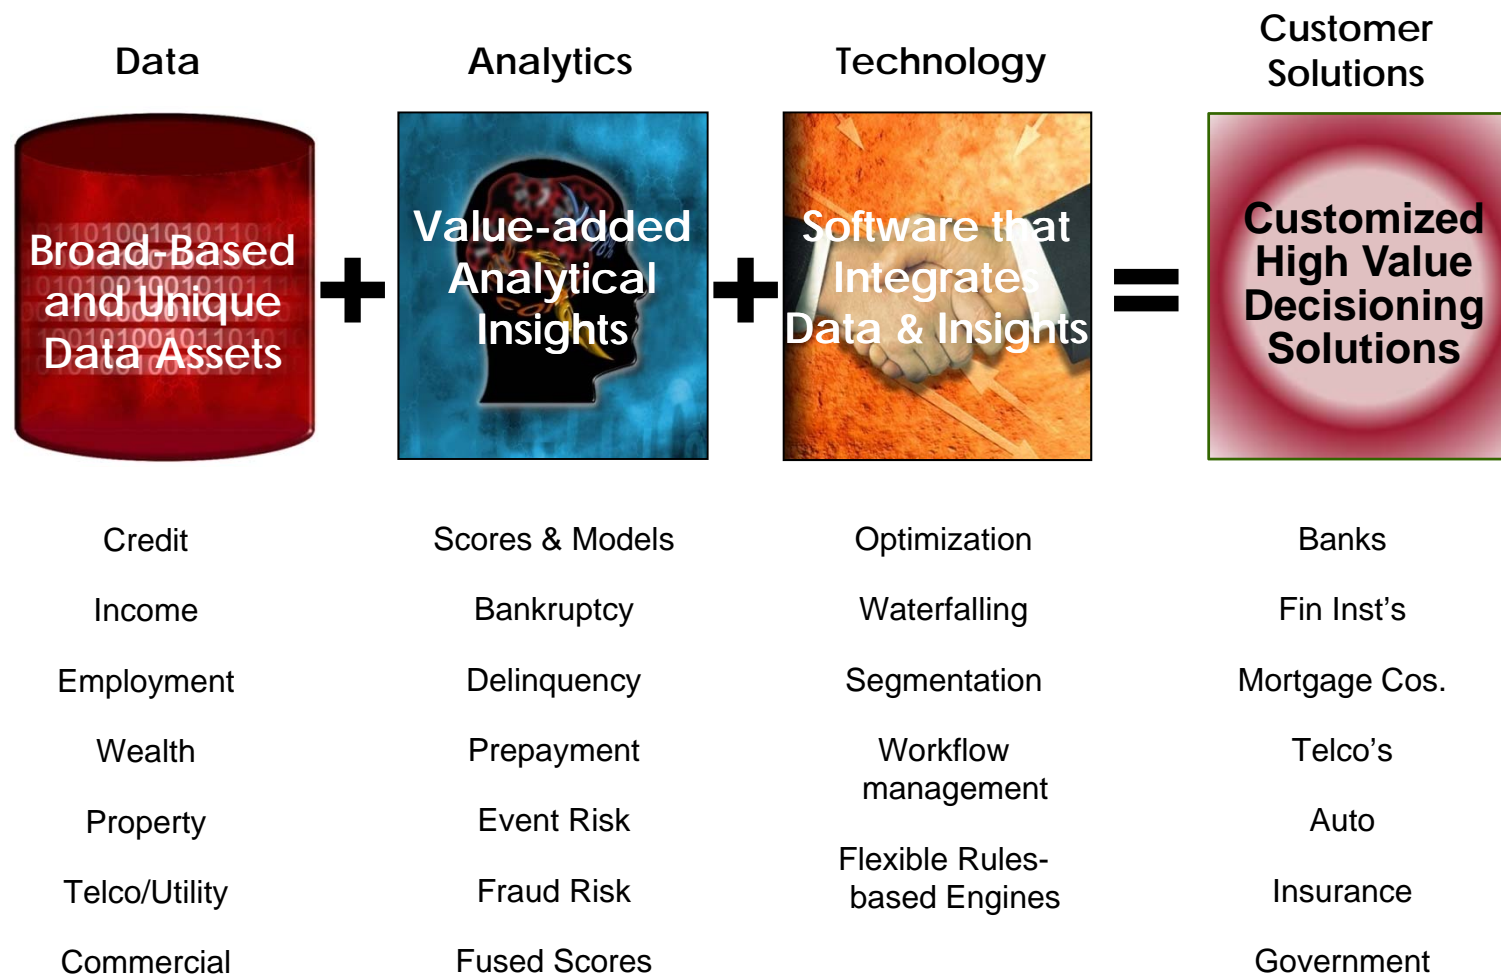 Data
Broad-Based
and Unique
Data Assets
Credit
Income
Employment
Wealth
Property
Telco/Utility
Commercial
+
Analytics
Value-added
Analytical
Insights
Scores & Models
Bankruptcy
Delinquency
Prepayment
Event Risk
Fraud Risk
Fused Scores
+
Technology
Software that
Integrates
Data & Insights
Optimization
Waterfalling
Segmentation
Workflow
management
Flexible Rules-
based Engines
=
Customer
Solutions
Customized
High Value
Decisioning
Solutions
Banks
Fin Inst’s
Mortgage Cos.
Telco’s
Auto
Insurance
Government